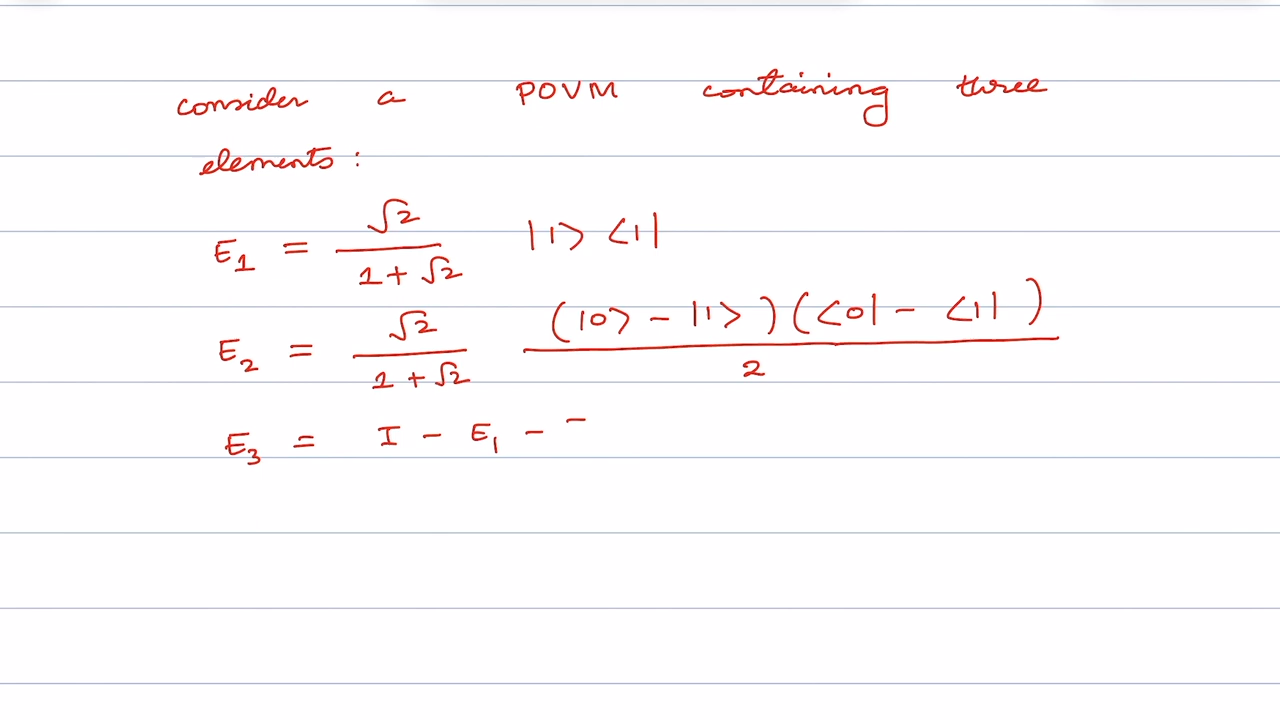 consider a POVM containing three
elements :
E₁ = √2 / (1 + √2) |1> <1|
E₂ = √2 / (1 + √2) (|0> - |1>) (<0| - <1|) / 2
E₃ = I - E₁ - -